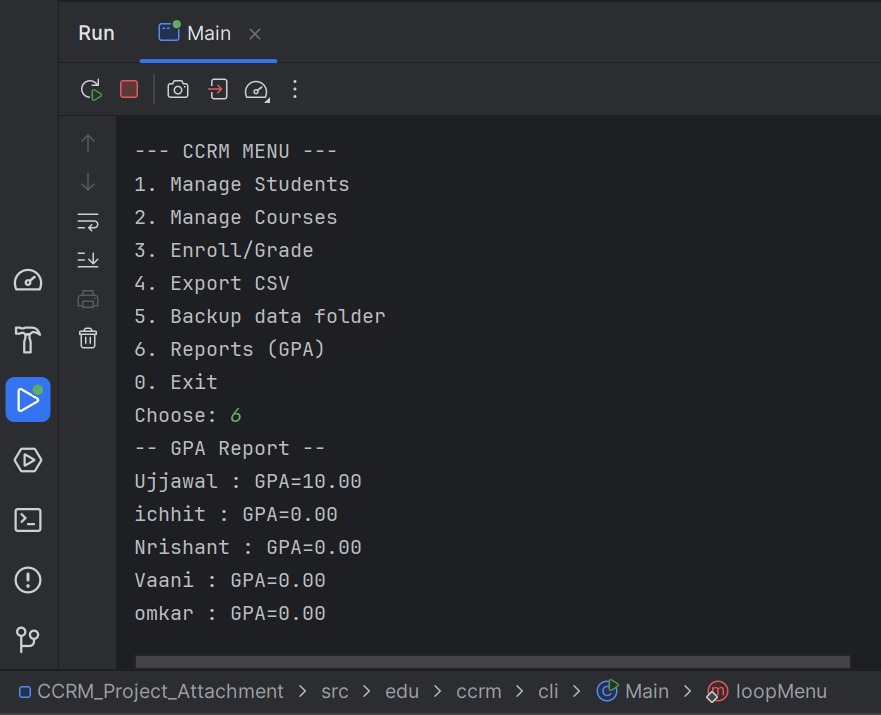 Run Main
--- CCRM MENU ---
1. Manage Students
2. Manage Courses
3. Enroll/Grade
4. Export CSV
5. Backup data folder
6. Reports (GPA)
0. Exit
Choose: 6
-- GPA Report --
Ujjawal : GPA=10.00
ichhit : GPA=0.00
Nrishant : GPA=0.00
Vaani : GPA=0.00
omkar : GPA=0.00
CCRM_Project_Attachment > src > edu > ccrm > cli > Main > loopMenu